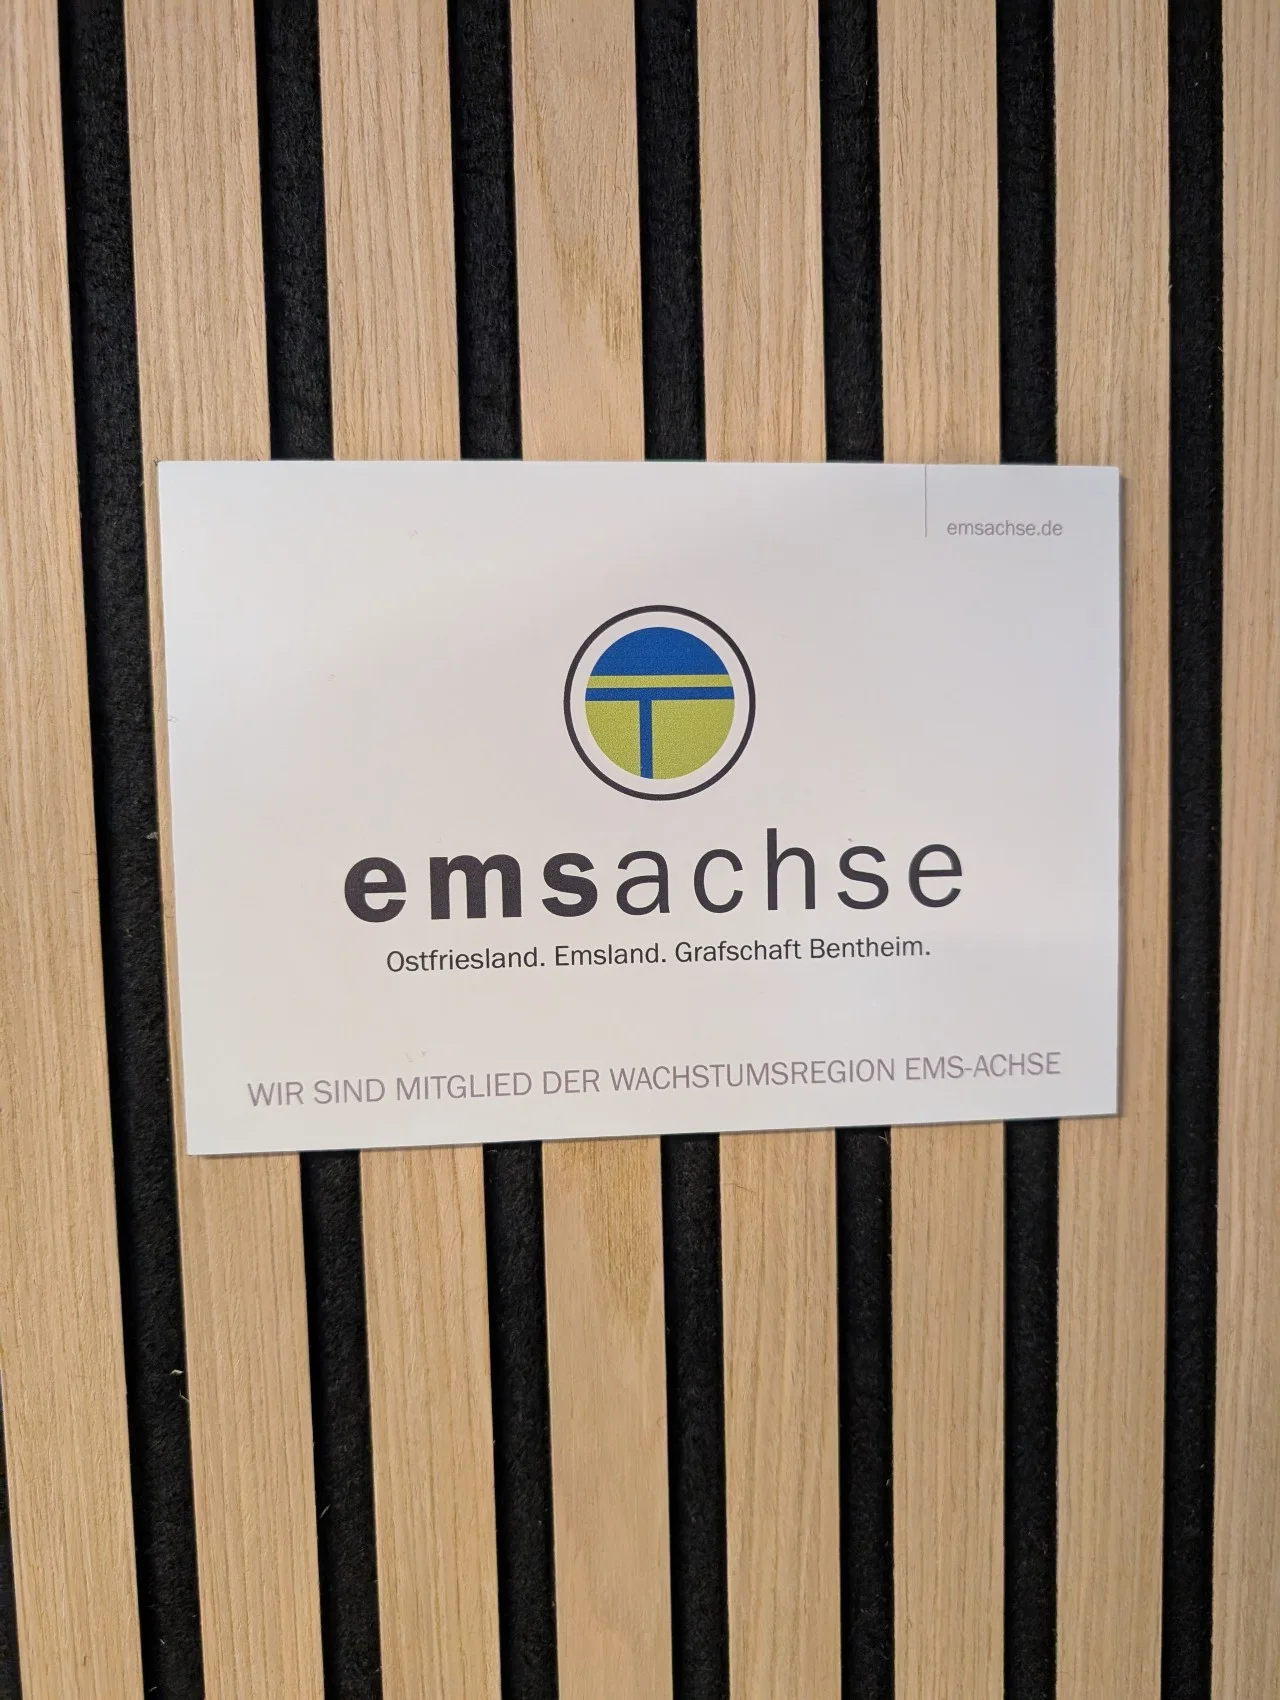 emsachse.de
emsachse
Ostfriesland. Emsland. Grafschaft Bentheim.
WIR SIND MITGLIED DER WACHSTUMSREGION EMS-ACHSE